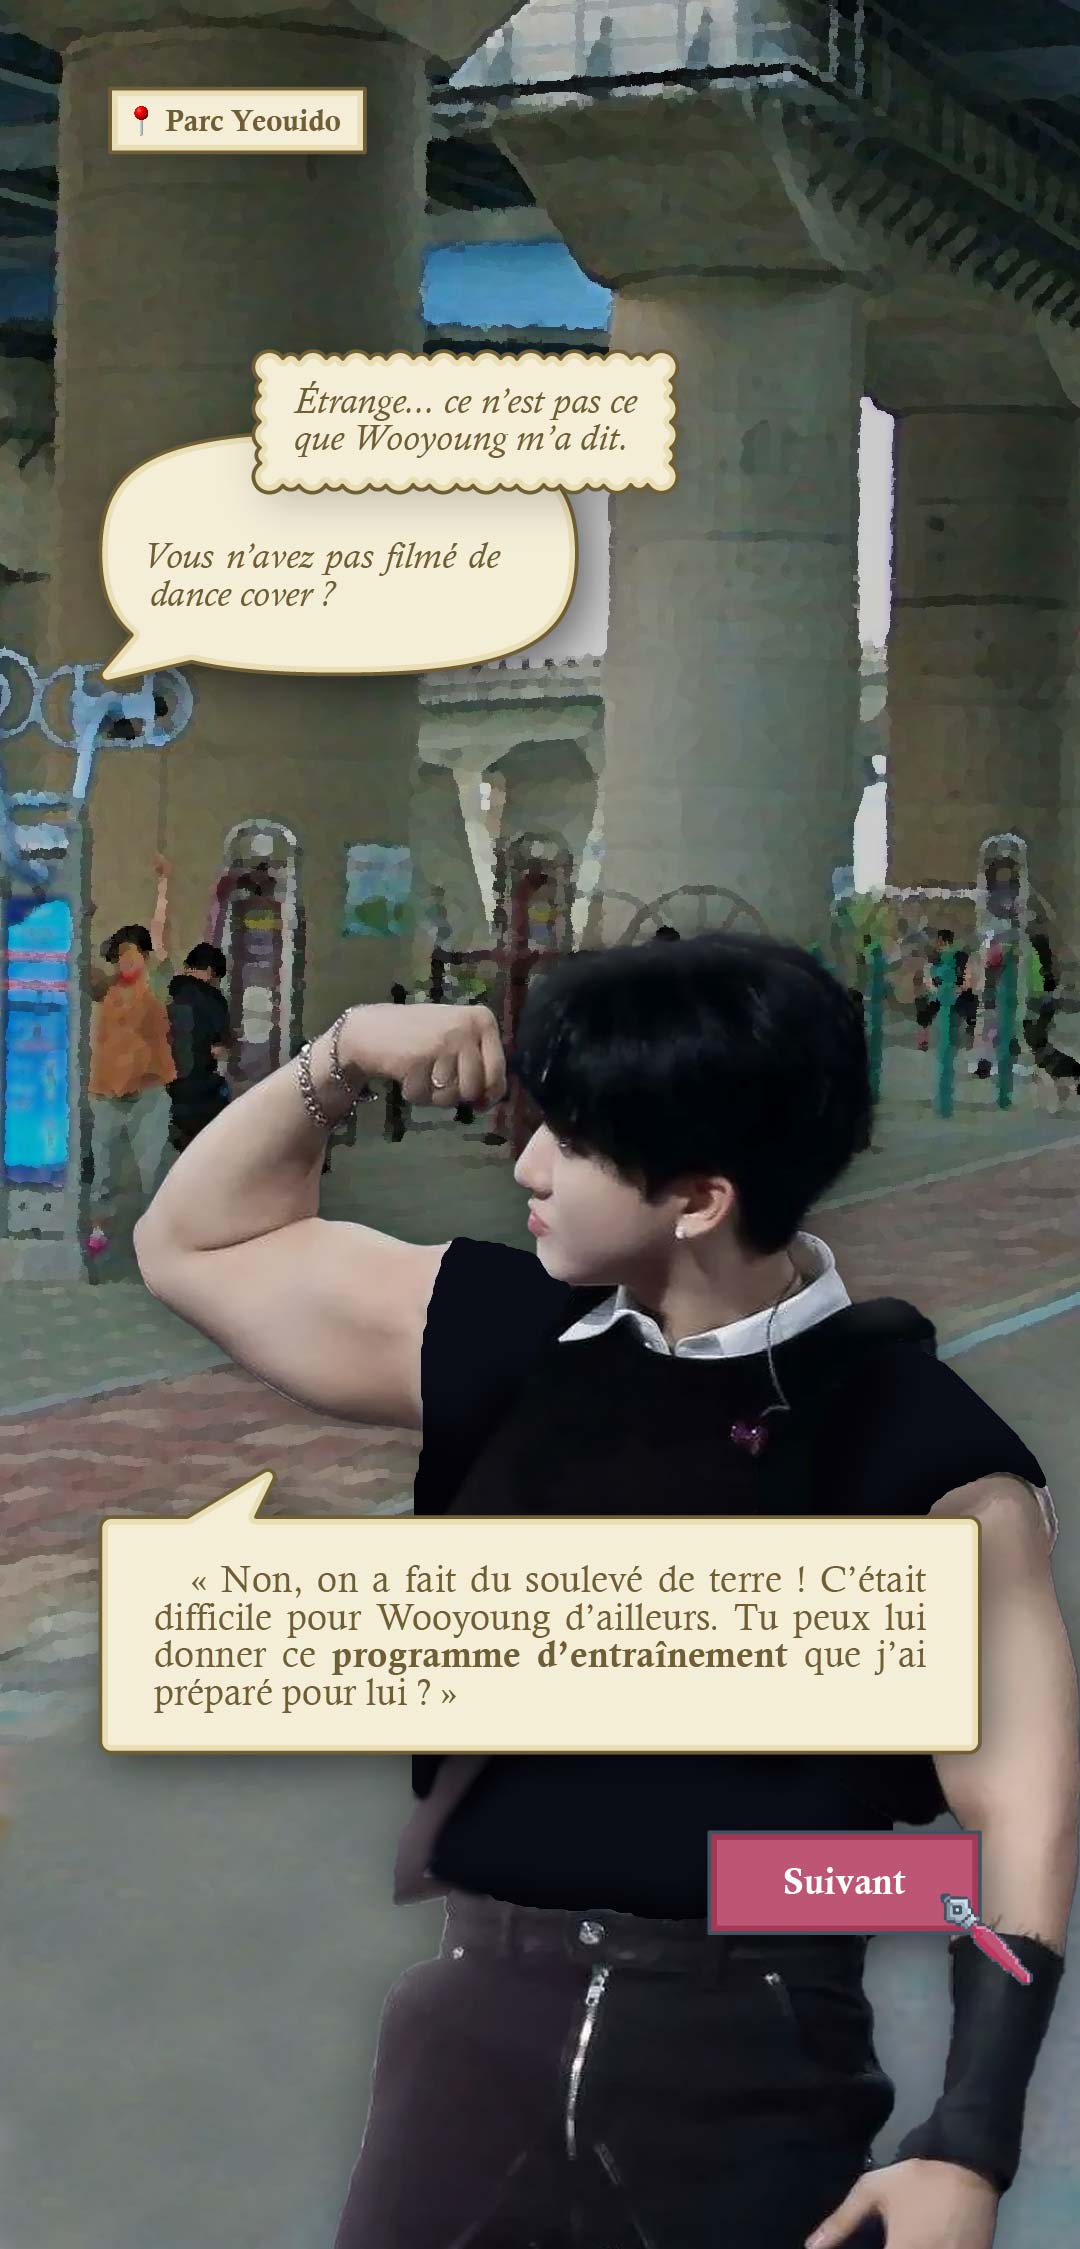 Parc Yeouido
Étrange... ce n'est pas ce
que Wooyoung m'a dit.
Vous n'avez pas filmé de
dance cover ?
« Non, on a fait du soulevé de terre ! C'était
difficile pour Wooyoung d'ailleurs. Tu peux lui
donner ce programme d'entraînement que j'ai
préparé pour lui ? »
Suivant